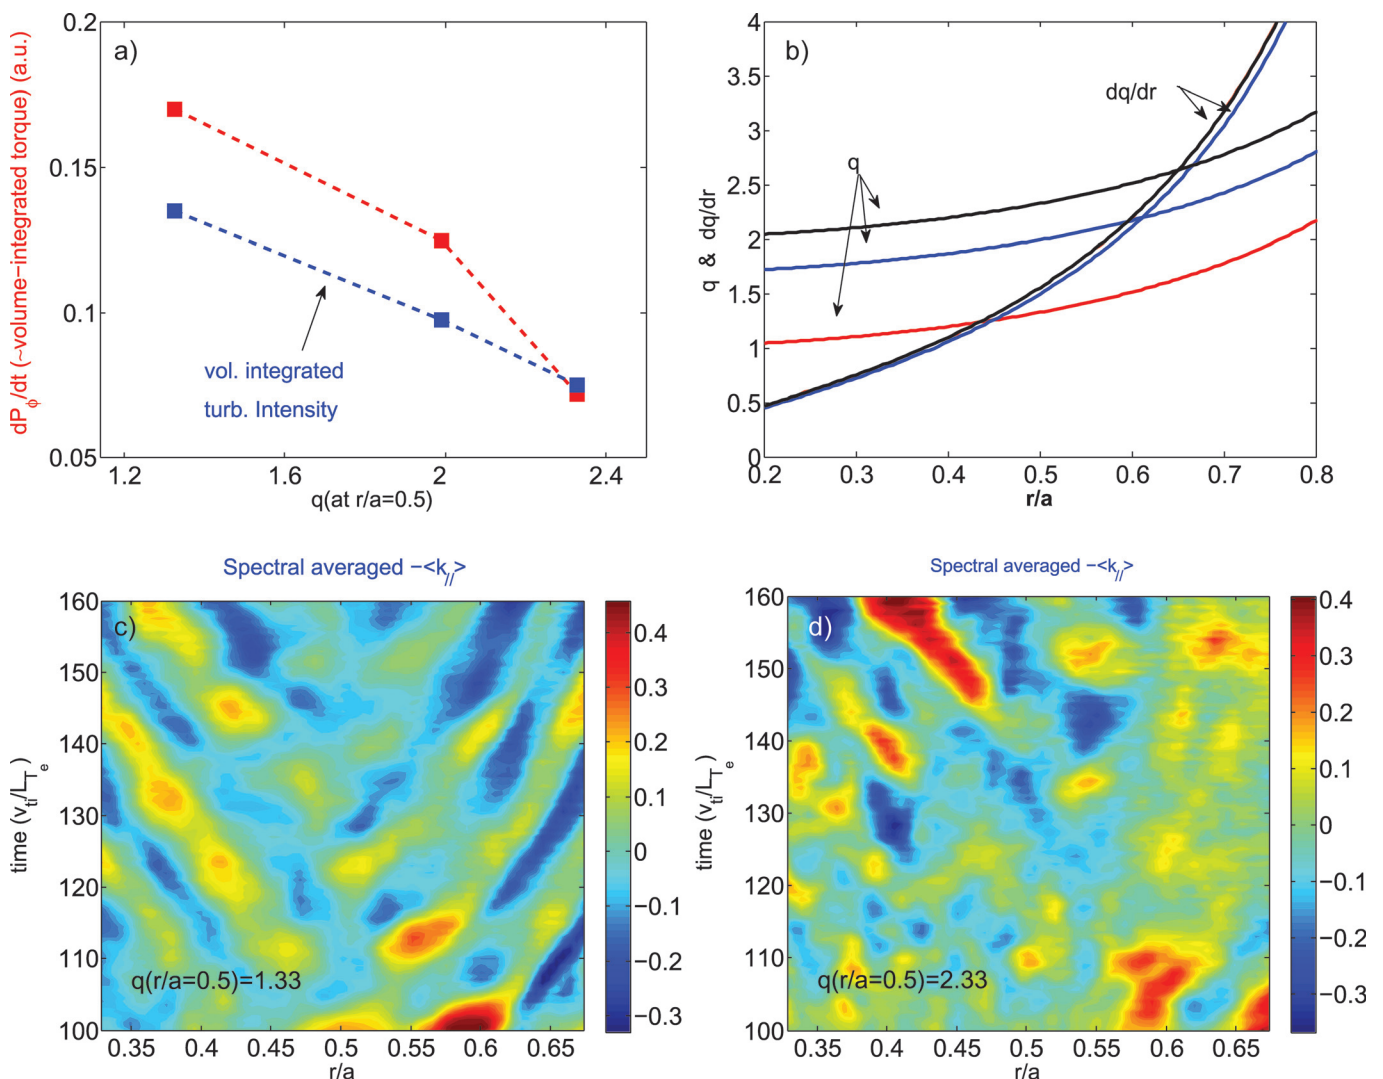 a)
dP_ϕ/dt (~volume−integrated torque) (a.u.)
0.2
0.15
0.1
0.05
vol. integrated
turb. Intensity
1.2 1.6 2 2.4
q(at r/a=0.5)
b)
q & dq/dr
4
3.5
3
2.5
2
1.5
1
0.5
0
dq/dr
q
0.2 0.3 0.4 0.5 0.6 0.7 0.8
r/a
Spectral averaged −<k_//>
c)
time (v_ti/L_T_e)
160
150
140
130
120
110
100
q(r/a=0.5)=1.33
0.35 0.4 0.45 0.5 0.55 0.6 0.65
r/a
0.4
0.3
0.2
0.1
0
−0.1
−0.2
−0.3
Spectral averaged −<k_//>
d)
time (v_ti/L_T_e)
160
150
140
130
120
110
100
q(r/a=0.5)=2.33
0.35 0.4 0.45 0.5 0.55 0.6 0.65
r/a
0.4
0.3
0.2
0.1
0
−0.1
−0.2
−0.3